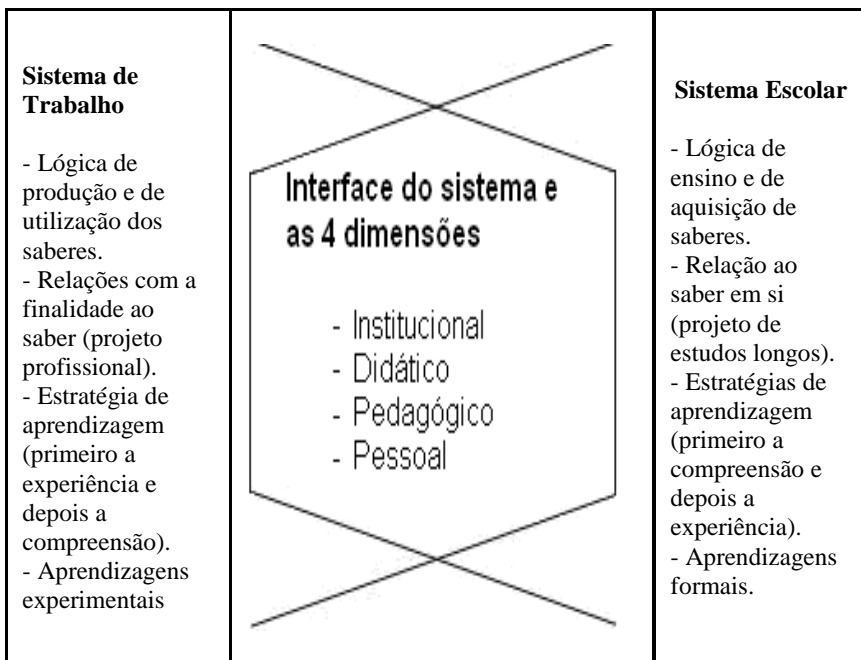 Sistema de
Trabalho
- Lógica de
produção e de
utilização dos
saberes.
- Relações com a
finalidade ao
saber (projeto
profissional).
- Estratégia de
aprendizagem
(primeiro a
experiência e
depois a
compreensão).
- Aprendizagens
experimentais
Interface do sistema e
as 4 dimensões
- Institucional
- Didático
- Pedagógico
- Pessoal
Sistema Escolar
- Lógica de
ensino e de
aquisição de
saberes.
- Relação ao
saber em si
(projeto de
estudos longos).
- Estratégias de
aprendizagem
(primeiro a
compreensão e
depois a
experiência).
- Aprendizagens
formais.